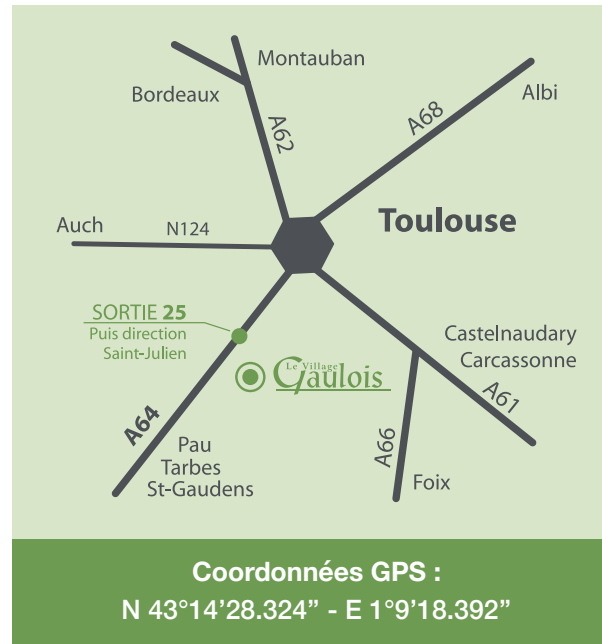 Montauban
Bordeaux
A62
A68
Albi
Auch
N124
Toulouse
SORTIE 25
Puis direction
Saint-Julien
Le Village
Gaulois
Castelnaudary
Carcassonne
A61
A64
A66
Pau
Tarbes
St-Gaudens
Foix
Coordonnées GPS :
N 43°14’28.324” - E 1°9’18.392”